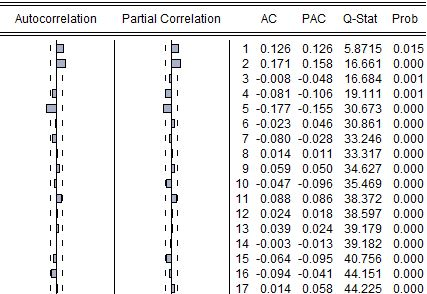 Autocorrelation Partial Correlation AC PAC Q-Stat Prob
1 0.126 0.126 5.8715 0.015
2 0.171 0.158 16.661 0.000
3 -0.008 -0.048 16.684 0.001
4 -0.081 -0.106 19.111 0.001
5 -0.177 -0.155 30.673 0.000
6 -0.023 0.046 30.861 0.000
7 -0.080 -0.028 33.246 0.000
8 0.014 0.011 33.317 0.000
9 0.059 0.050 34.627 0.000
10 -0.047 -0.096 35.469 0.000
11 0.088 0.086 38.372 0.000
12 0.024 0.018 38.597 0.000
13 0.039 0.024 39.179 0.000
14 -0.003 -0.013 39.182 0.000
15 -0.064 -0.095 40.756 0.000
16 -0.094 -0.041 44.151 0.000
17 0.014 0.058 44.225 0.000